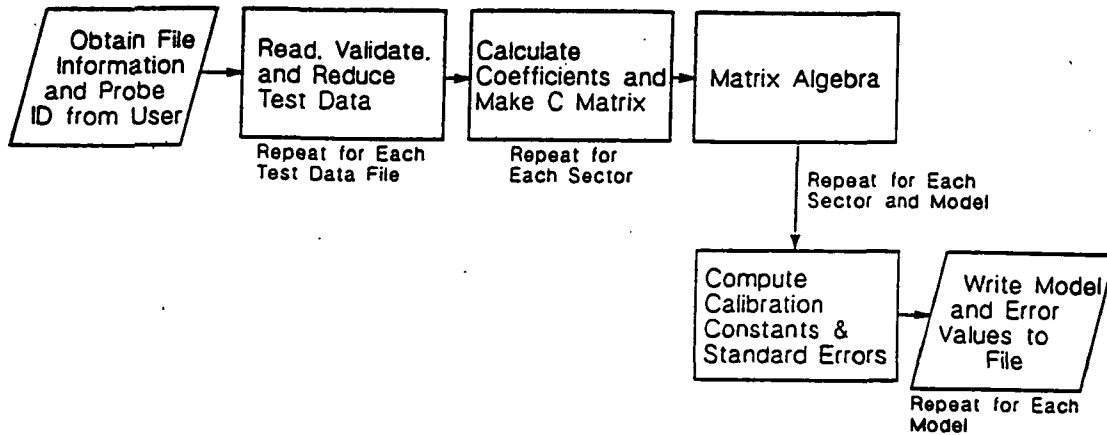 Obtain File
Information
and Probe
ID from User
Read, Validate,
and Reduce
Test Data
Repeat for Each
Test Data File
Calculate
Coefficients and
Make C Matrix
Repeat for
Each Sector
Matrix Algebra
Repeat for Each
Sector and Model
Compute
Calibration
Constants &
Standard Errors
Write Model
and Error
Values to
File
Repeat for Each
Model